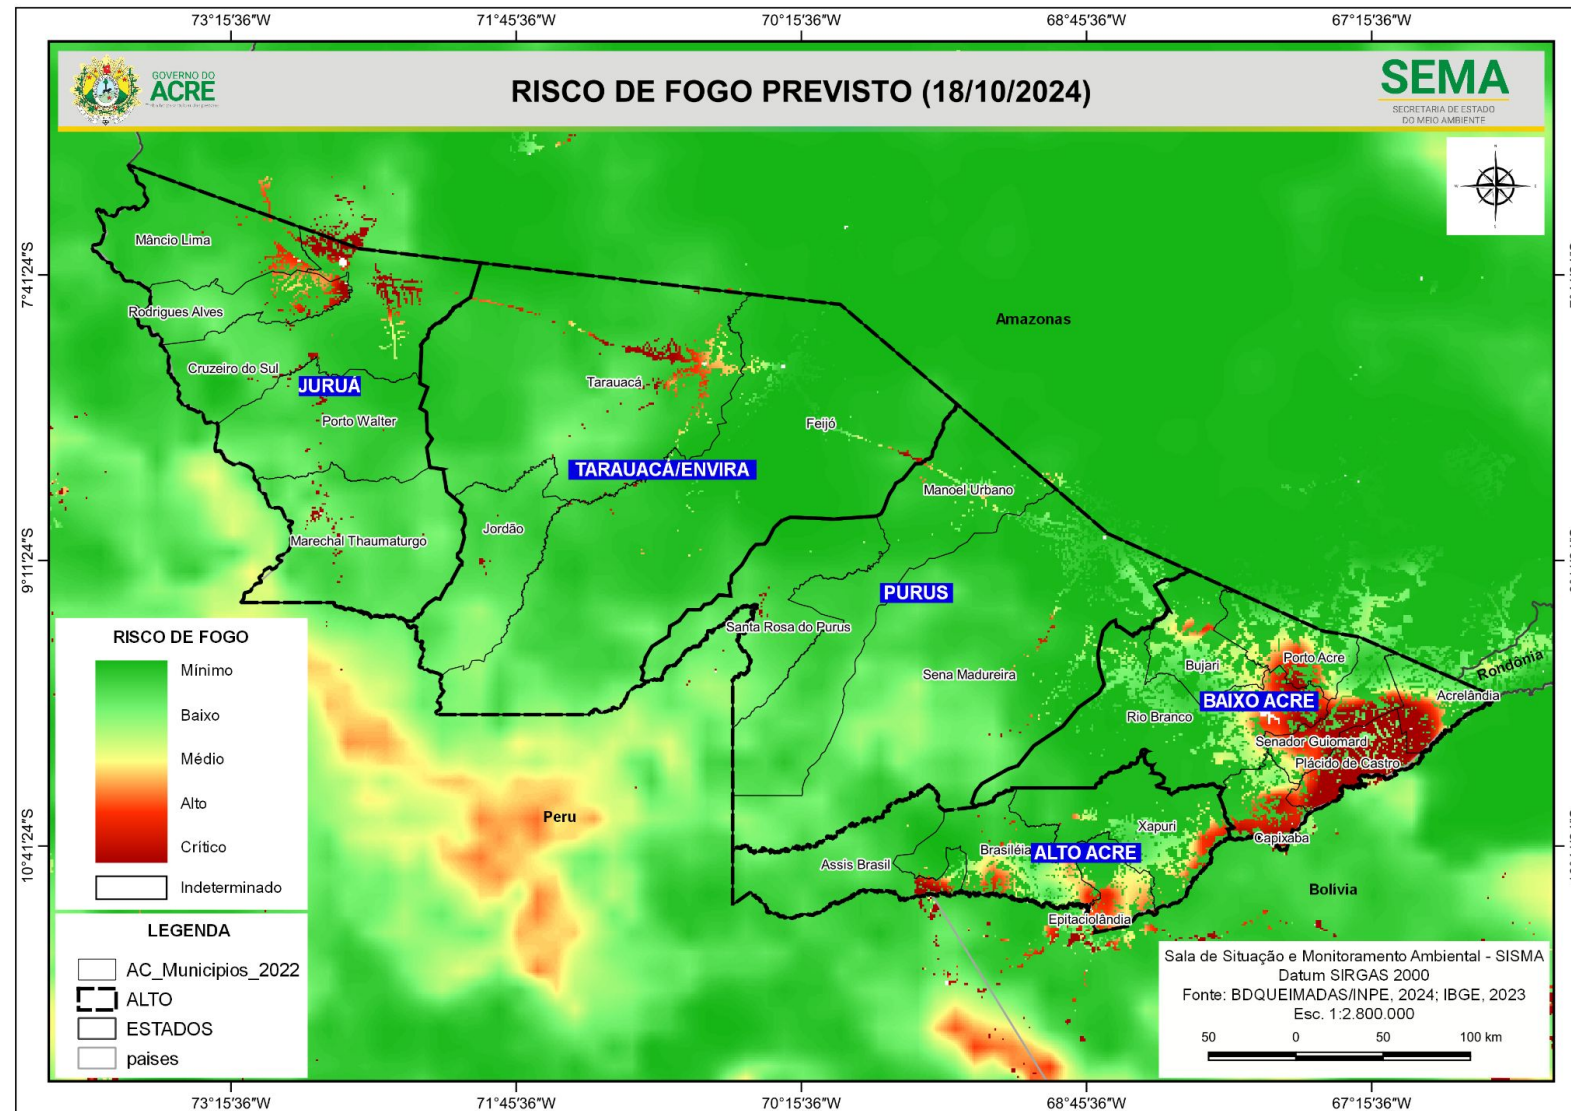 73°15'36"W
71°45'36"W
70°15'36"W
68°45'36"W
67°15'36"W
GOVERNO DO
ACRE
RISCO DE FOGO PREVISTO (18/10/2024)
SEMA
SECRETARIA DE ESTADO
DO MEIO AMBIENTE
N
W
E
S
7°41'24"S
9°11'24"S
10°41'24"S
Mâncio Lima
Rodrigues Alves
Cruzeiro do Sul
JURUÁ
Porto Walter
Marechal Thaumaturgo
Tarauacá
TARAUACÁ/ENVIRA
Jordão
Feijó
Amazonas
Manoel Urbano
PURUS
Santa Rosa do Purus
Sena Madureira
Bujari
Porto Acre
BAIXO ACRE
Rio Branco
Acrelândia
Rondônia
Senador Guiomard
Plácido de Castro
Capixaba
Xapuri
Brasiléia
ALTO ACRE
Assis Brasil
Epitaciolândia
Peru
Bolivia
RISCO DE FOGO
Mínimo
Baixo
Médio
Alto
Crítico
Indeterminado
LEGENDA
AC_Municipios_2022
ALTO
ESTADOS
paises
Sala de Situação e Monitoramento Ambiental - SISMA
Datum SIRGAS 2000
Fonte: BDQUEIMADAS/INPE, 2024; IBGE, 2023
Esc. 1:2.800.000
50 0 50 100 km
73°15'36"W
71°45'36"W
70°15'36"W
68°45'36"W
67°15'36"W